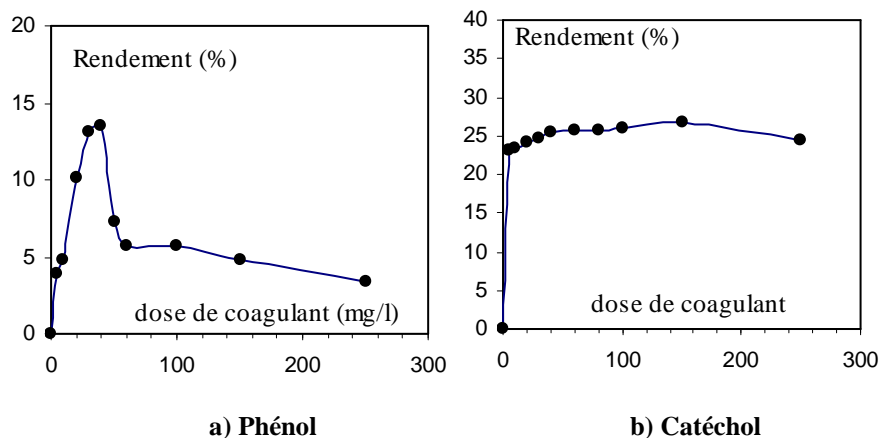 20
15
10
5
0
Rendement (%)
dose de coagulant (mg/l)
0 100 200 300
a) Phénol
40
35
30
25
20
15
10
5
0
Rendement (%)
dose de coagulant
0 100 200 300
b) Catéchol